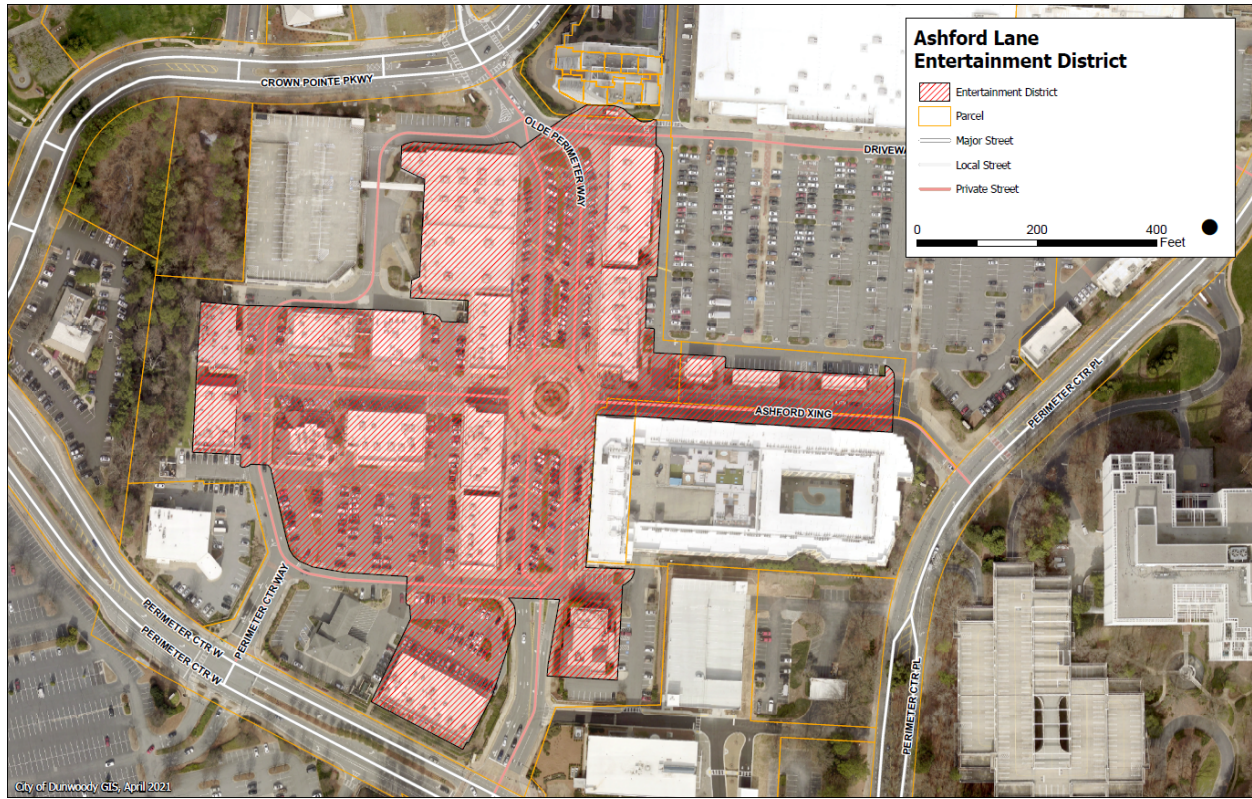 Ashford Lane
Entertainment District
Entertainment District
Parcel
Major Street
Local Street
Private Street
0 200 400
Feet
CROWN POINTE PKWY
OLDE PERIMETER WAY
DRIVEWA
PERIMETER CTR PL
ASHFORD XING
PERIMETER CTR WAY
PERIMETER CTR W
PERIMETER CTR W
PERIMETER CTR PL
City of Dunwoody GIS, April 2021